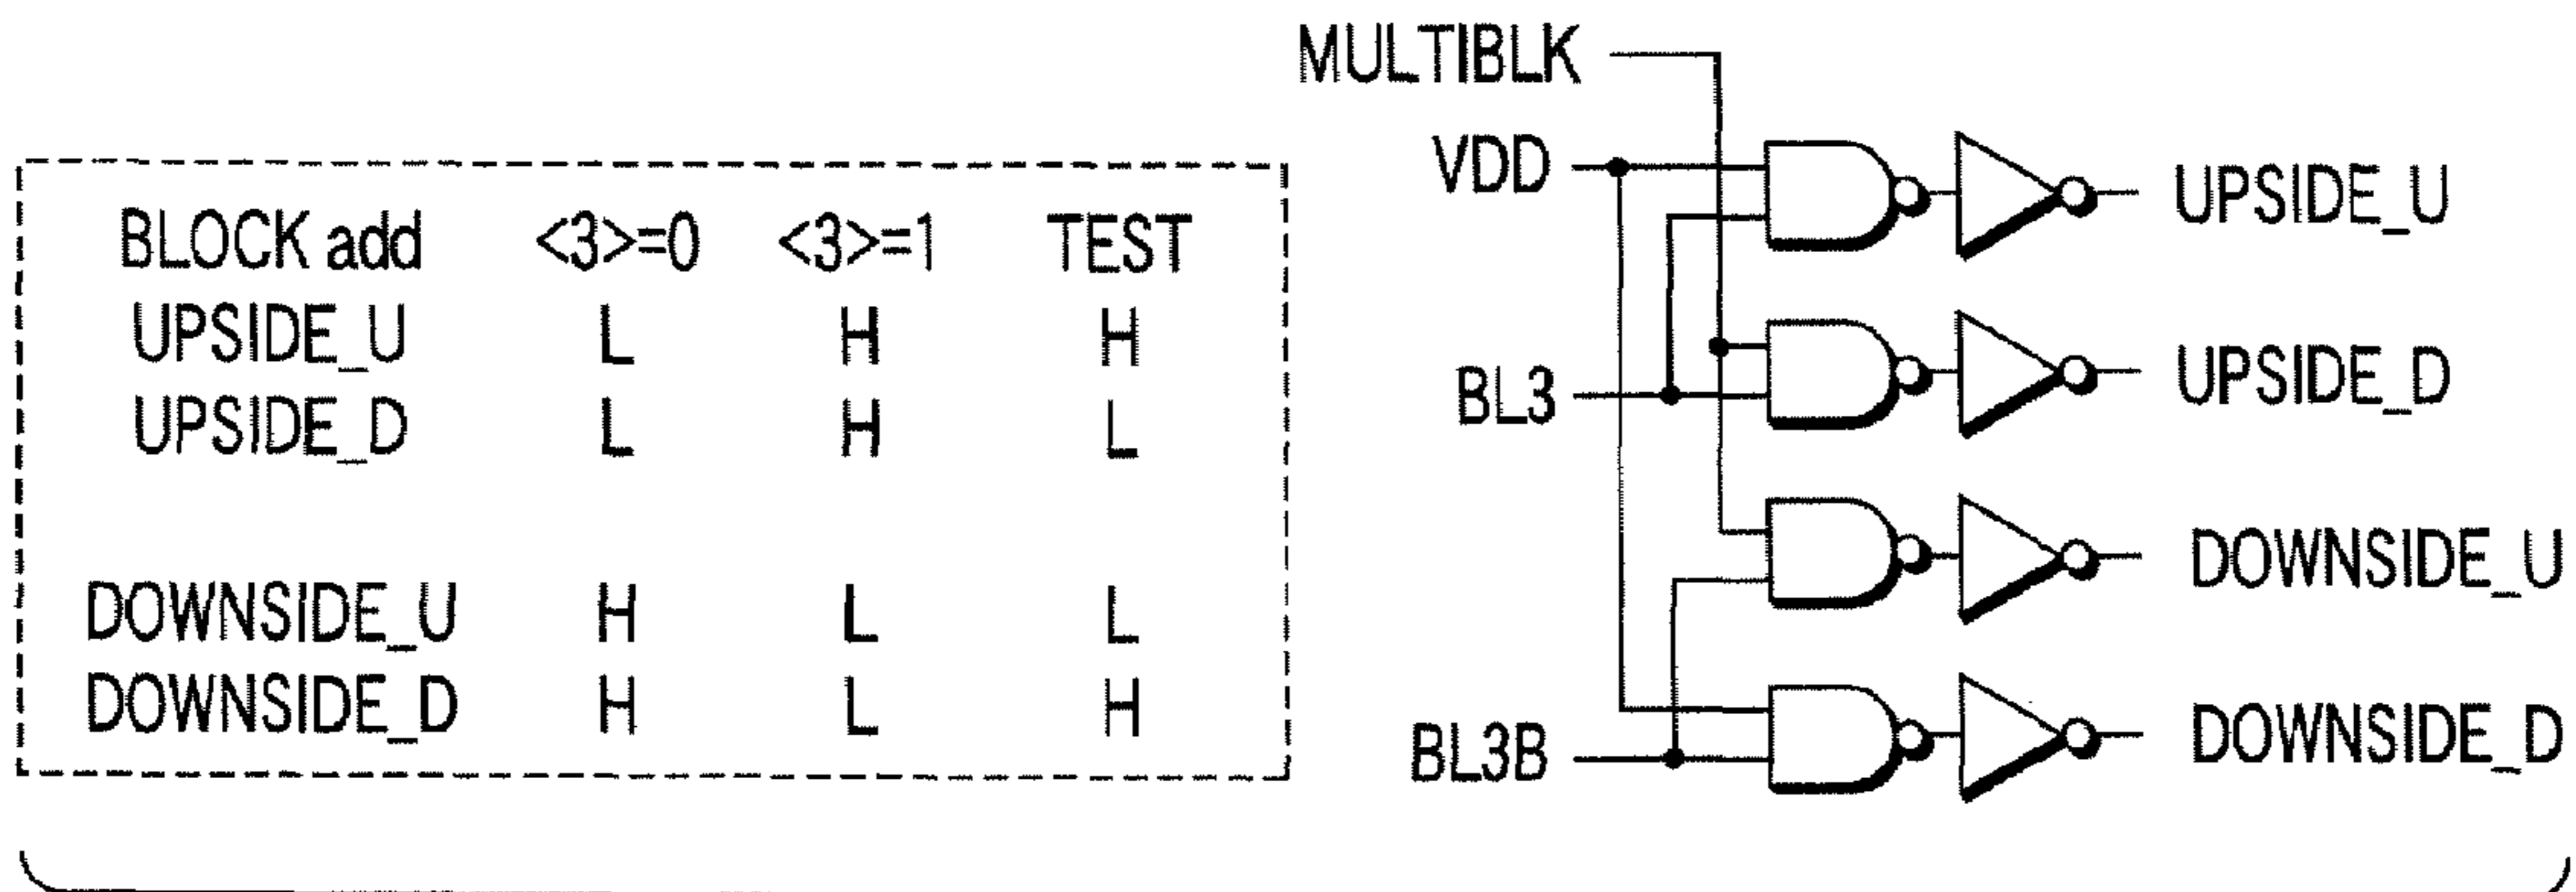 BLOCK add <3>=0 <3>=1 TEST
UPSIDE_U L H H
UPSIDE_D L H L
DOWNSIDE_U H L L
DOWNSIDE_D H L H
MULTIBLK
VDD
BL3
BL3B
UPSIDE_U
UPSIDE_D
DOWNSIDE_U
DOWNSIDE_D